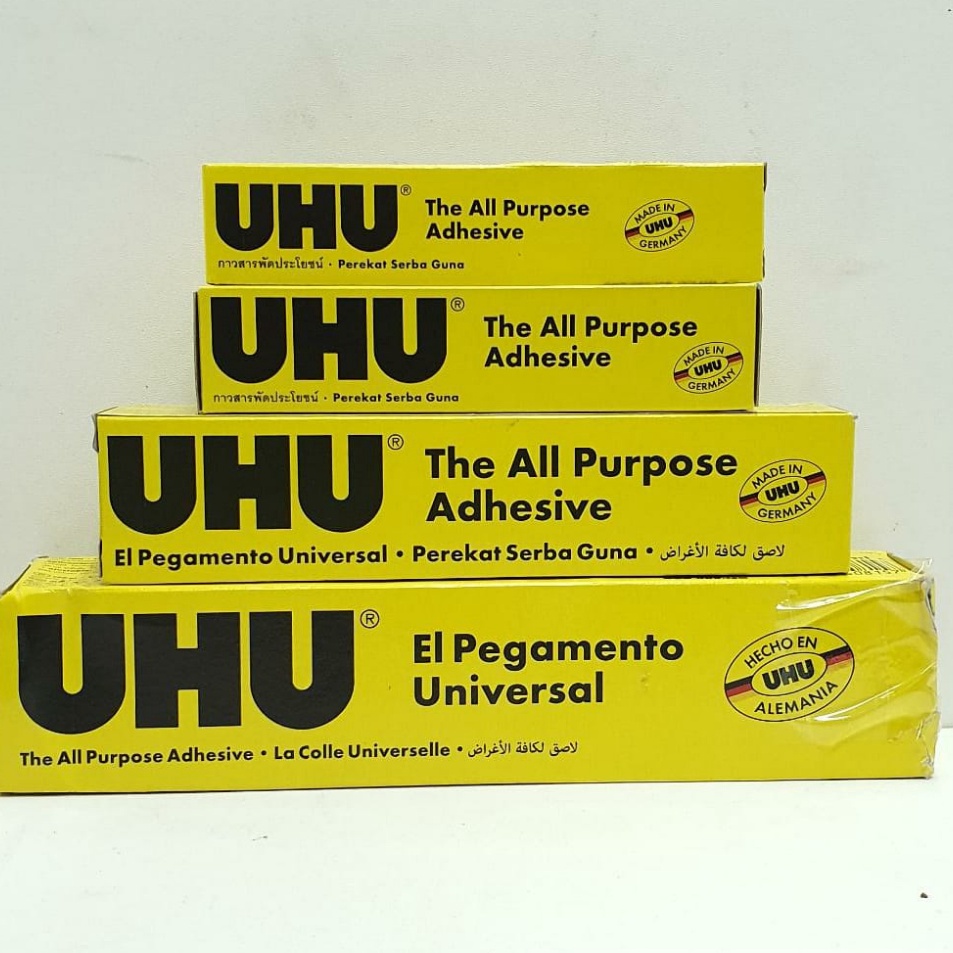 UHU®
The All Purpose
Adhesive
MADE IN
UHU
GERMANY
กาวสารพัดประโยชน์ · Perekat Serba Guna
UHU®
The All Purpose
Adhesive
MADE IN
UHU
GERMANY
กาวสารพัดประโยชน์ · Perekat Serba Guna
UHU®
The All Purpose
Adhesive
MADE IN
UHU
GERMANY
El Pegamento Universal • Perekat Serba Guna • لاصق لكافة الأغراض
UHU®
El Pegamento
Universal
HECHO EN
UHU
ALEMANIA
The All Purpose Adhesive • La Colle Universelle • لاصق لكافة الأغراض